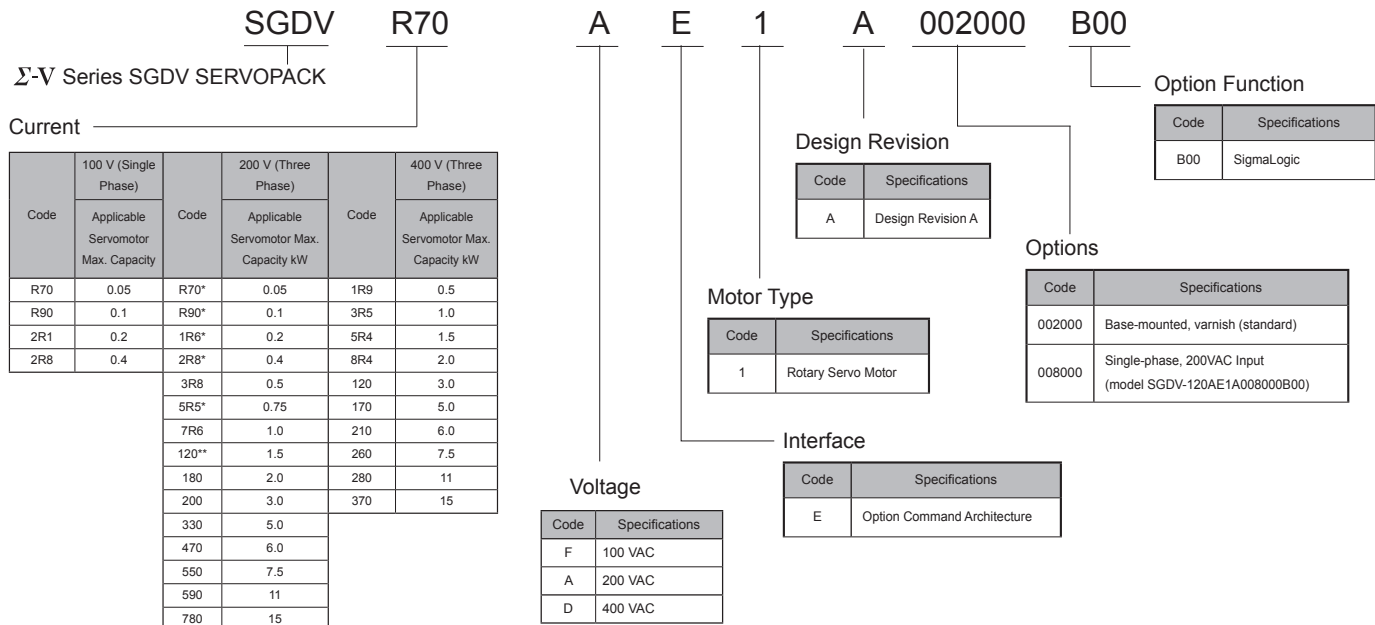 SGDV R70 A E 1 A 002000 B00
Σ-V Series SGDV SERVOPACK
Current
Code 100 V (Single Phase) Code 200 V (Three Phase) Code 400 V (Three Phase)
Applicable Servomotor Max. Capacity Applicable Servomotor Max. Capacity kW Applicable Servomotor Max. Capacity kW
R70 0.05 R70* 0.05 1R9 0.5
R90 0.1 R90* 0.1 3R5 1.0
2R1 0.2 1R6* 0.2 5R4 1.5
2R8 0.4 2R8* 0.4 8R4 2.0
3R8 0.5 120 3.0
5R5* 0.75 170 5.0
7R6 1.0 210 6.0
120** 1.5 260 7.5
180 2.0 280 11
200 3.0 370 15
330 5.0
470 6.0
550 7.5
590 11
780 15
Voltage
Code Specifications
F 100 VAC
A 200 VAC
D 400 VAC
Interface
Code Specifications
E Option Command Architecture
Motor Type
Code Specifications
1 Rotary Servo Motor
Design Revision
Code Specifications
A Design Revision A
Options
Code Specifications
002000 Base-mounted, varnish (standard)
008000 Single-phase, 200VAC Input
(model SGDV-120AE1A008000B00)
Option Function
Code Specifications
B00 SigmaLogic